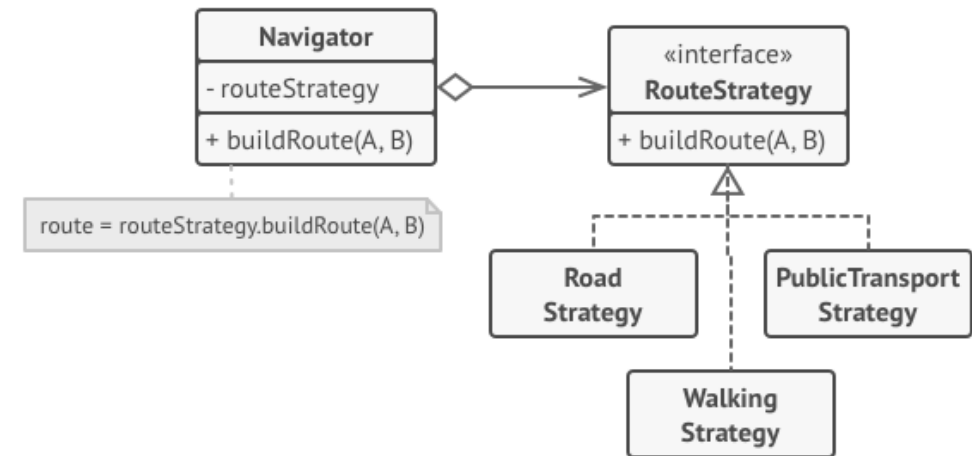 Navigator
- routeStrategy
+ buildRoute(A, B)
route = routeStrategy.buildRoute(A, B)
«interface»
RouteStrategy
+ buildRoute(A, B)
Road
Strategy
PublicTransport
Strategy
Walking
Strategy